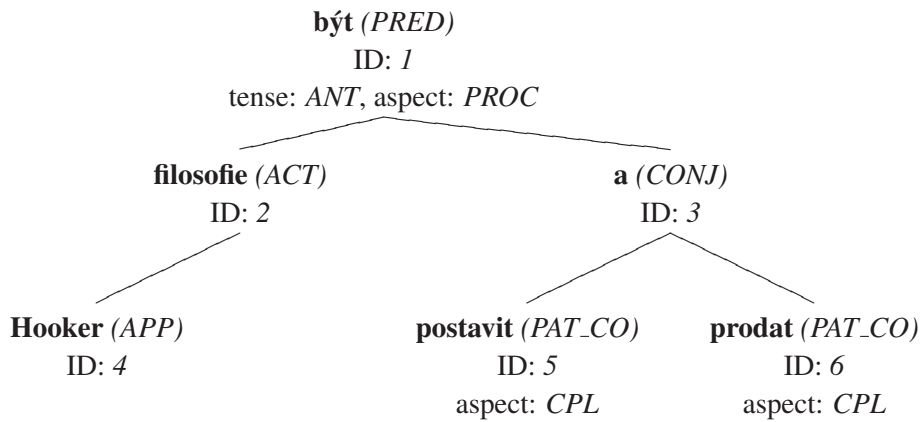 být (PRED)
ID: 1
tense: ANT, aspect: PROC
filosofie (ACT)
ID: 2
a (CONJ)
ID: 3
Hooker (APP)
ID: 4
postavit (PAT_CO)
ID: 5
aspect: CPL
prodat (PAT_CO)
ID: 6
aspect: CPL